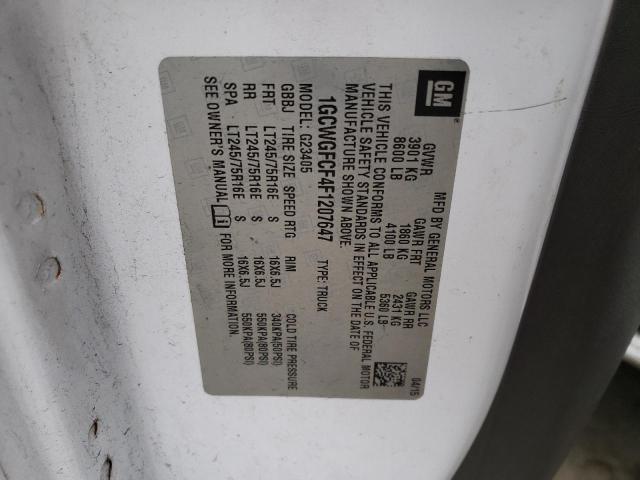 GM
MFD BY GENERAL MOTORS LLC
GVWR GAWR FRT GAWR RR
3901 KG 1860 KG 2431 KG
8600 LB 4100 LB 5360 LB
THIS VEHICLE CONFORMS TO ALL APPLICABLE U.S. FEDERAL MOTOR
VEHICLE SAFETY STANDARDS IN EFFECT ON THE DATE OF
MANUFACTURE SHOWN ABOVE.
04/15
1GCWGFCF4F1207647 TYPE: TRUCK
MODEL: G23405
GBBJ TIRE SIZE SPEED RTG RIM COLD TIRE PRESSURE
FRT LT245/75R16E S 16X6.5J 340KPA(50PSI)
RR LT245/75R16E S 16X6.5J 550KPA(80PSI)
SPA LT245/75R16E S 16X6.5J 550KPA(80PSI)
SEE OWNER'S MANUAL FOR MORE INFORMATION.